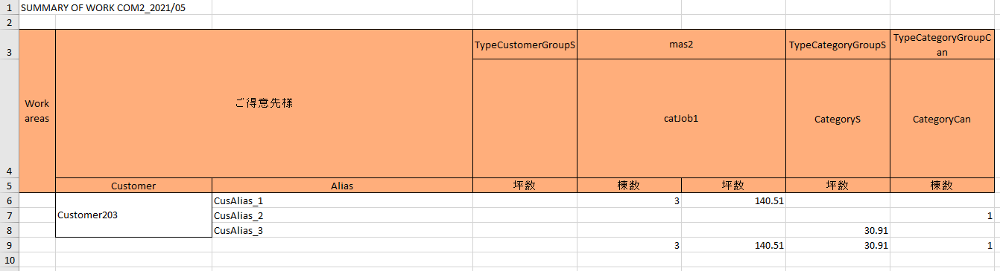 1 SUMMARY OF WORK COM2_2021/05
2
3 TypeCustomerGroupS mas2 TypeCategoryGroupS TypeCategoryGroupC
an
Work
areas
ご得意先様
catJob1 CategoryS CategoryCan
4
5 Customer Alias 坪数 棟数 坪数 坪数 棟数
6 CusAlias_1 3 140.51
7 Customer203 CusAlias_2 1
8 CusAlias_3 30.91
9 3 140.51 30.91 1
10